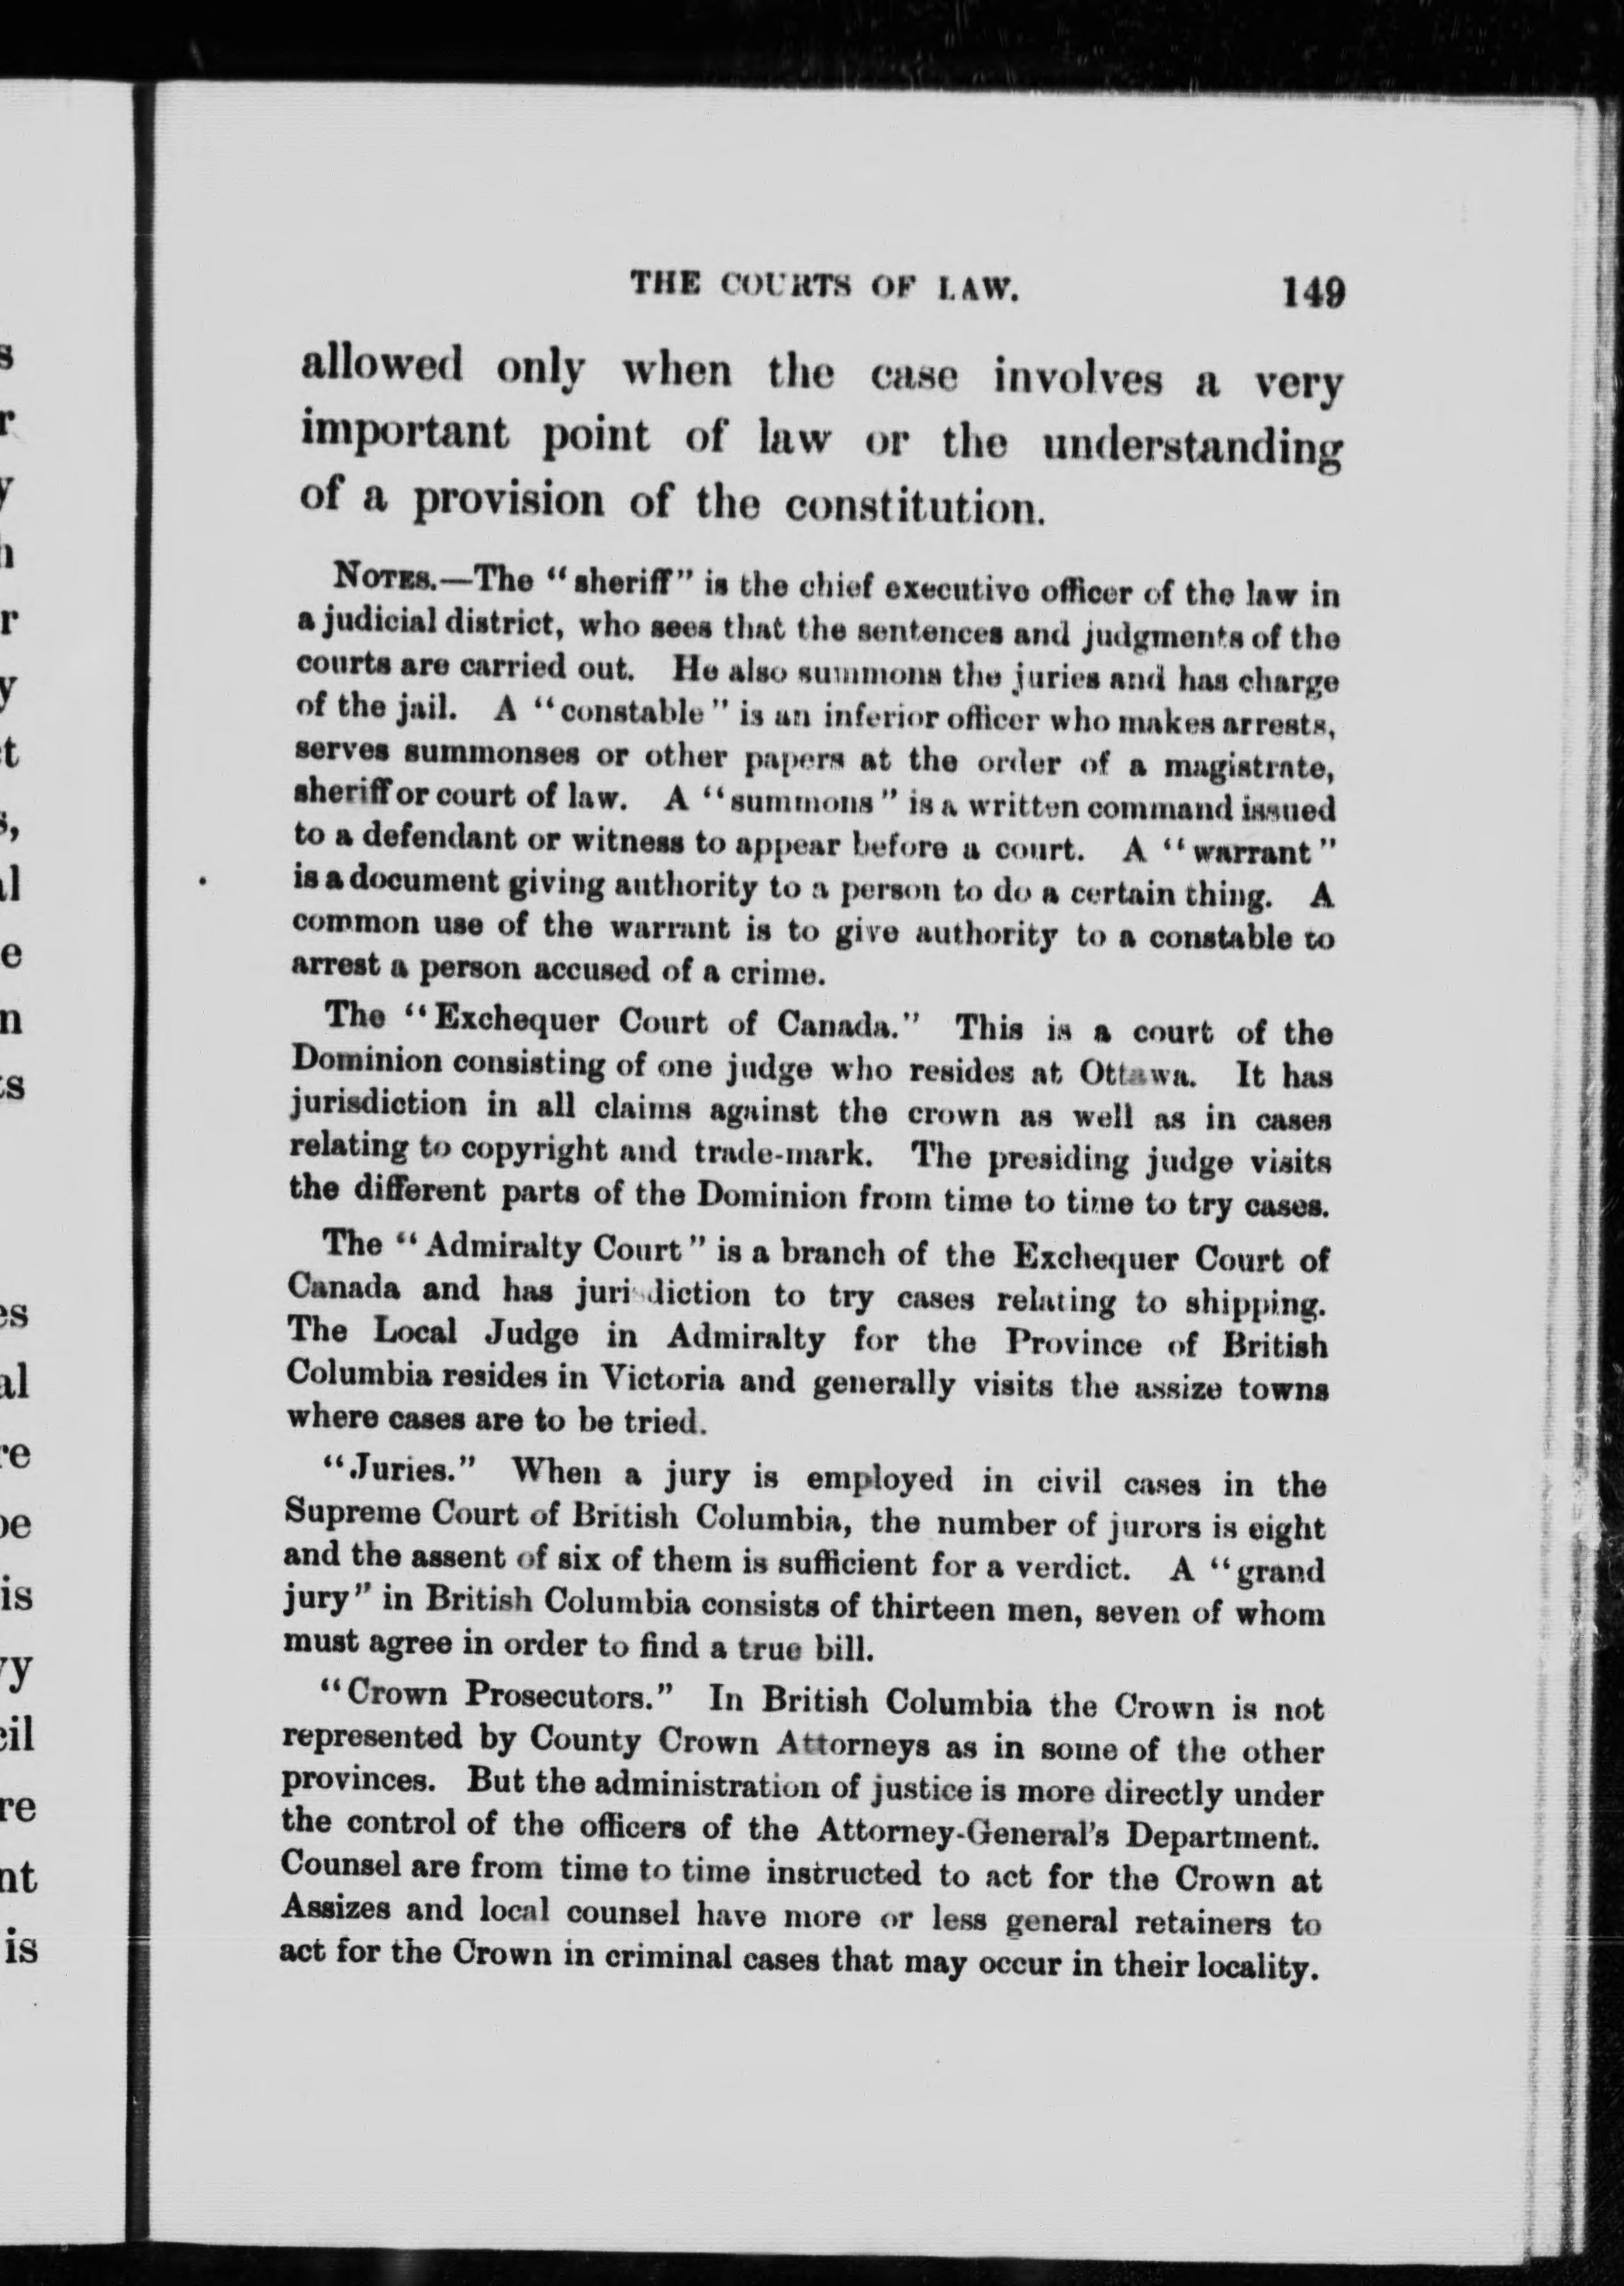 THE COURTS OF LAW. 149
allowed only when the case involves a very
important point of law or the understanding
of a provision of the constitution.
NOTES.—The "sheriff" is the chief executive officer of the law in
a judicial district, who sees that the sentences and judgments of the
courts are carried out. He also summons the juries and has charge
of the jail. A "constable" is an inferior officer who makes arrests,
serves summonses or other papers at the order of a magistrate,
sheriff or court of law. A "summons" is a written command issued
to a defendant or witness to appear before a court. A "warrant"
is a document giving authority to a person to do a certain thing. A
common use of the warrant is to give authority to a constable to
arrest a person accused of a crime.
The "Exchequer Court of Canada." This is a court of the
Dominion consisting of one judge who resides at Ottawa. It has
jurisdiction in all claims against the crown as well as in cases
relating to copyright and trade-mark. The presiding judge visits
the different parts of the Dominion from time to time to try cases.
The "Admiralty Court" is a branch of the Exchequer Court of
Canada and has jurisdiction to try cases relating to shipping.
The Local Judge in Admiralty for the Province of British
Columbia resides in Victoria and generally visits the assize towns
where cases are to be tried.
"Juries." When a jury is employed in civil cases in the
Supreme Court of British Columbia, the number of jurors is eight
and the assent of six of them is sufficient for a verdict. A "grand
jury" in British Columbia consists of thirteen men, seven of whom
must agree in order to find a true bill.
"Crown Prosecutors." In British Columbia the Crown is not
represented by County Crown Attorneys as in some of the other
provinces. But the administration of justice is more directly under
the control of the officers of the Attorney-General's Department.
Counsel are from time to time instructed to act for the Crown at
Assizes and local counsel have more or less general retainers to
act for the Crown in criminal cases that may occur in their locality.